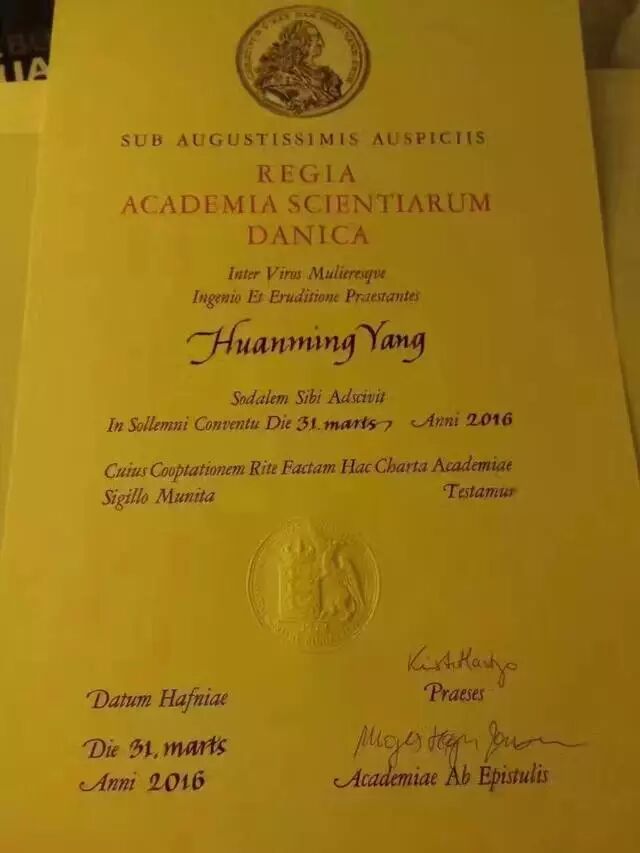 SUB AUGUSTISSIMIS AUSPICIIS
REGIA
ACADEMIA SCIENTIARUM
DANICA
Inter Viros Mulieresque
Ingenio Et Eruditione Praestantes
Huanming Yang
Sodalem Sibi Adscivit
In Sollemni Conventu Die 31. marts Anni 2016
Cuius Cooptationem Rite Factam Hac Charta Academiae
Sigillo Munita Testamur
Datum Hafniae
Praeses
Die 31. marts
Anni 2016
Academiae Ab Epistulis